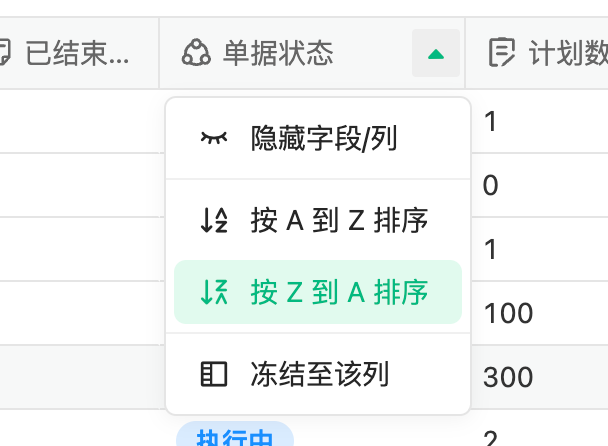 已结束...
单据状态
计划数
隐藏字段/列
按 A 到 Z 排序
按 Z 到 A 排序
冻结至该列
1
0
1
100
300
执行中
2